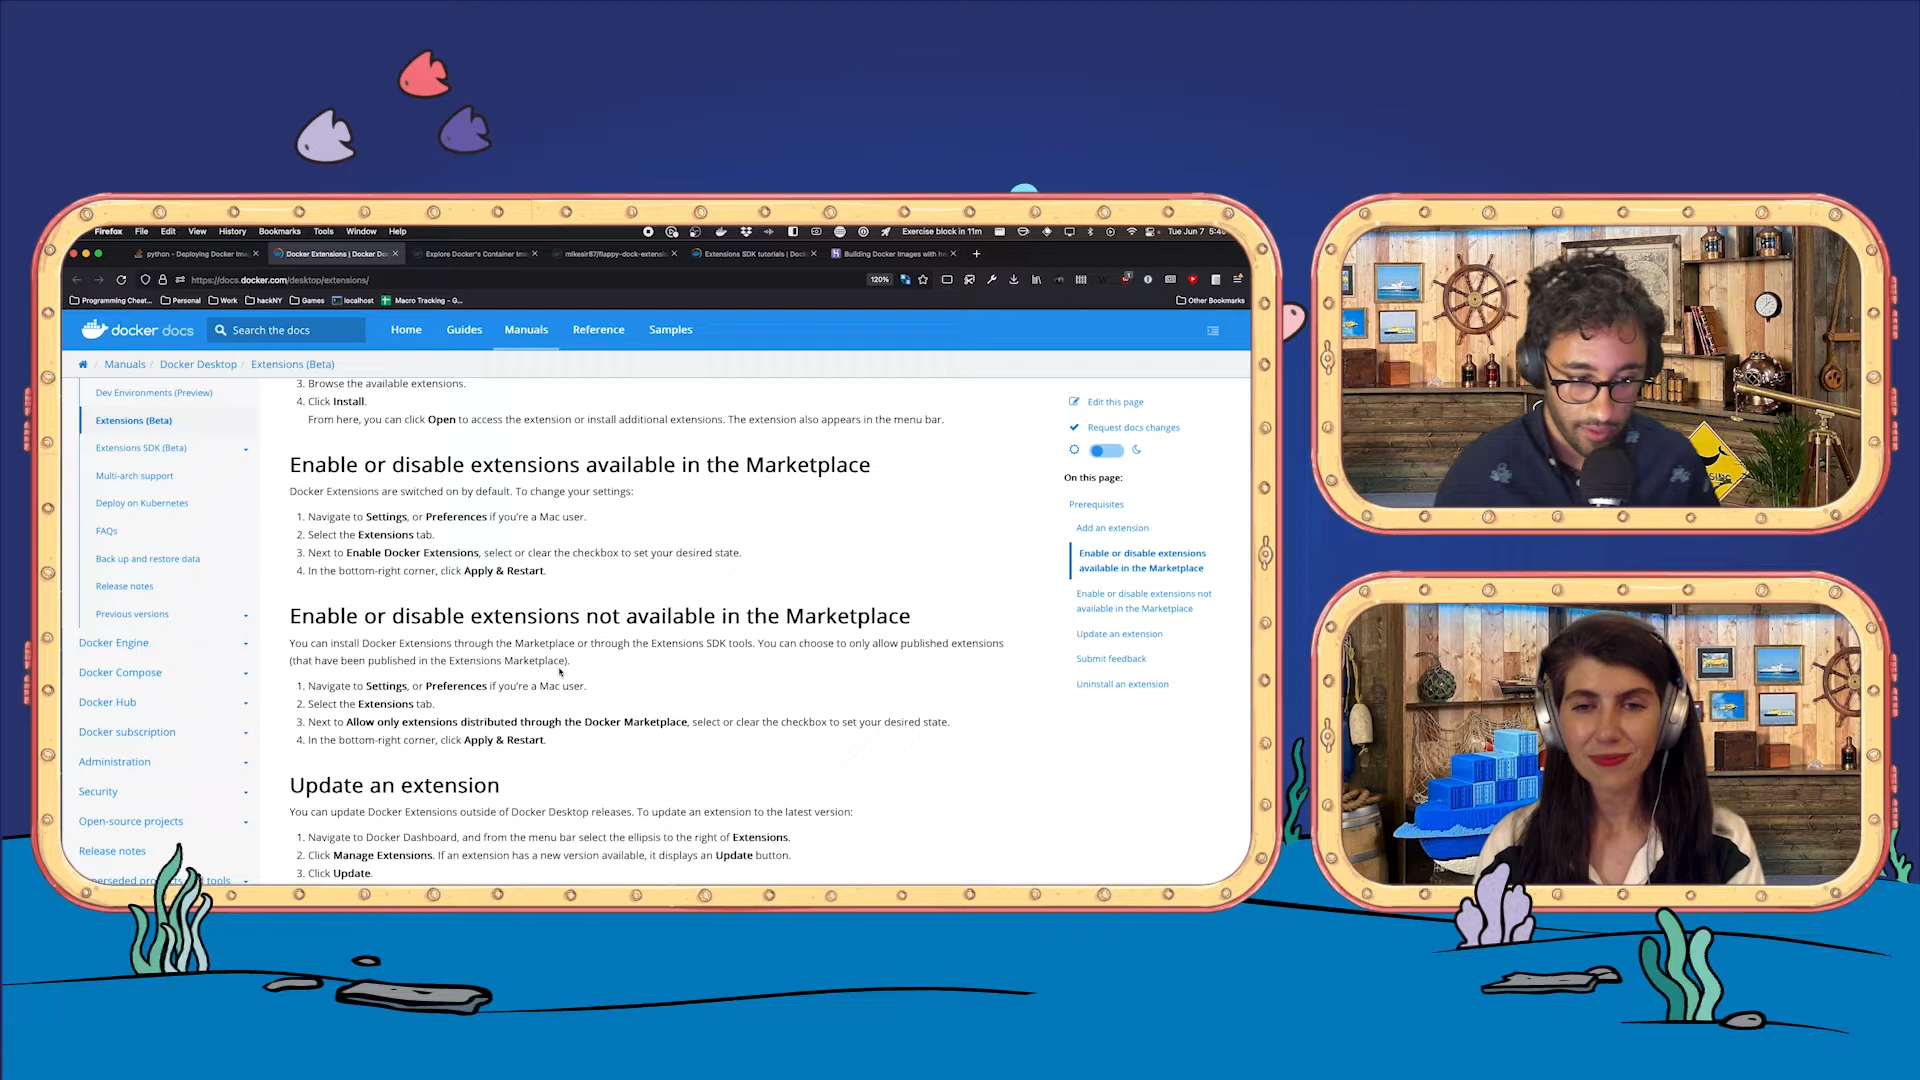 Firefox File Edit View History Bookmarks Tools Window Help Exercise block in 11m Tue Jun 7
python - Deploying Docker Imag
Docker Extensions | Docker Do
Explore Docker's Container Ima
mikesir87/flappy-dock-extensio
Extensions SDK tutorials | Dock
Building Docker Images with he
https://docs.docker.com/desktop/extensions/
120%
Programming Cheat... Personal Work hackNY Games localhost Macro Tracking - G... Other Bookmarks
docker docs
Search the docs
Home Guides Manuals Reference Samples
/ Manuals / Docker Desktop / Extensions (Beta)
Dev Environments (Preview)
Extensions (Beta)
Extensions SDK (Beta)
Multi-arch support
Deploy on Kubernetes
FAQs
Back up and restore data
Release notes
Previous versions
Docker Engine
Docker Compose
Docker Hub
Docker subscription
Administration
Security
Open-source projects
Release notes
3. Browse the available extensions.
4. Click Install.
From here, you can click Open to access the extension or install additional extensions. The extension also appears in the menu bar.
Enable or disable extensions available in the Marketplace
Docker Extensions are switched on by default. To change your settings:
1. Navigate to Settings, or Preferences if you're a Mac user.
2. Select the Extensions tab.
3. Next to Enable Docker Extensions, select or clear the checkbox to set your desired state.
4. In the bottom-right corner, click Apply & Restart.
Enable or disable extensions not available in the Marketplace
You can install Docker Extensions through the Marketplace or through the Extensions SDK tools. You can choose to only allow published extensions
(that have been published in the Extensions Marketplace).
1. Navigate to Settings, or Preferences if you're a Mac user.
2. Select the Extensions tab.
3. Next to Allow only extensions distributed through the Docker Marketplace, select or clear the checkbox to set your desired state.
4. In the bottom-right corner, click Apply & Restart.
Update an extension
You can update Docker Extensions outside of Docker Desktop releases. To update an extension to the latest version:
1. Navigate to Docker Dashboard, and from the menu bar select the ellipsis to the right of Extensions.
2. Click Manage Extensions. If an extension has a new version available, it displays an Update button.
3. Click Update.
Edit this page
Request docs changes
On this page:
Prerequisites
Add an extension
Enable or disable extensions
available in the Marketplace
Enable or disable extensions not
available in the Marketplace
Update an extension
Submit feedback
Uninstall an extension